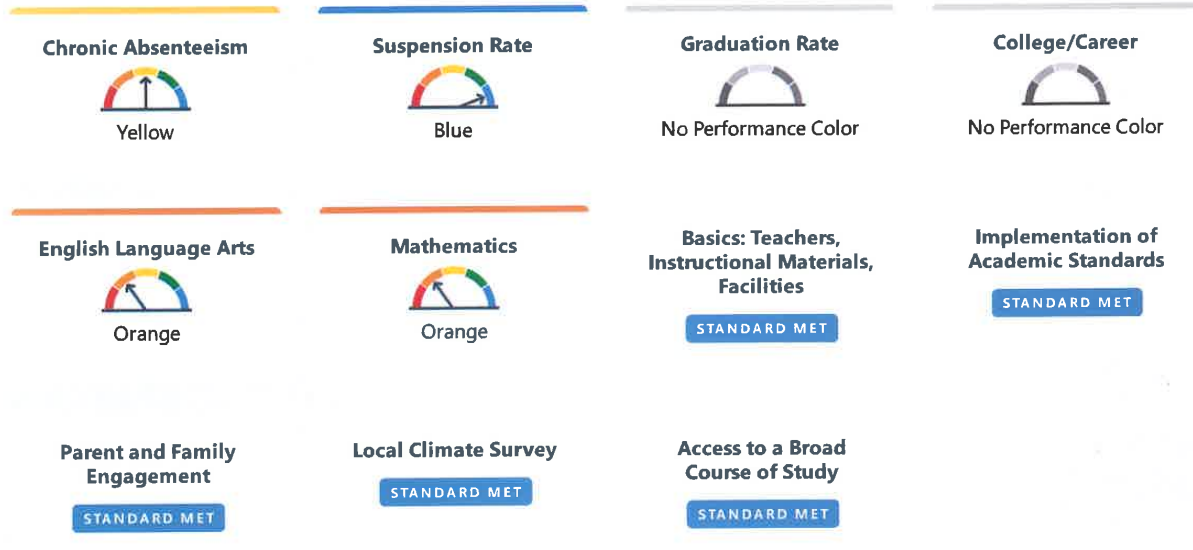 Chronic Absenteeism
Yellow
Suspension Rate
Blue
Graduation Rate
No Performance Color
College/Career
No Performance Color
English Language Arts
Orange
Mathematics
Orange
Basics: Teachers,
Instructional Materials,
Facilities
STANDARD MET
Implementation of
Academic Standards
STANDARD MET
Parent and Family
Engagement
STANDARD MET
Local Climate Survey
STANDARD MET
Access to a Broad
Course of Study
STANDARD MET